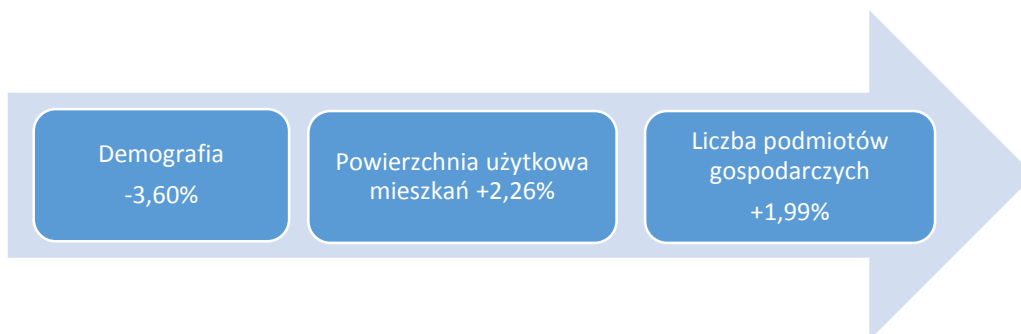 Demografia
-3,60%
Powierzchnia użytkowa
mieszkań +2,26%
Liczba podmiotów
gospodarczych
+1,99%